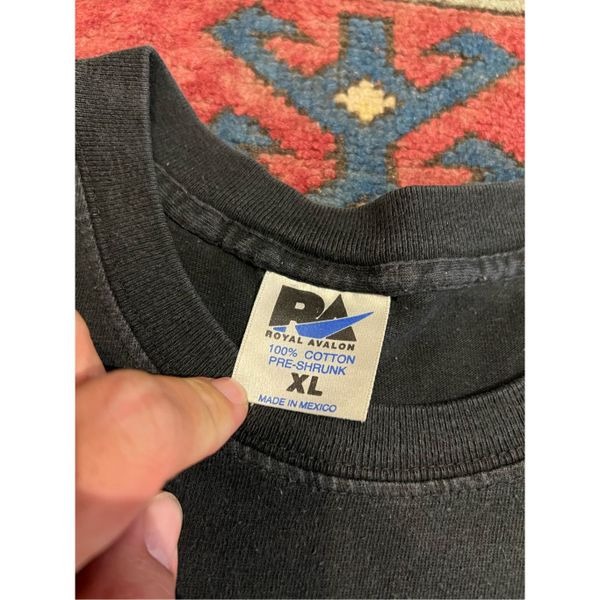 RA
ROYAL AVALON
100% COTTON
PRE-SHRUNK
XL
MADE IN MEXICO